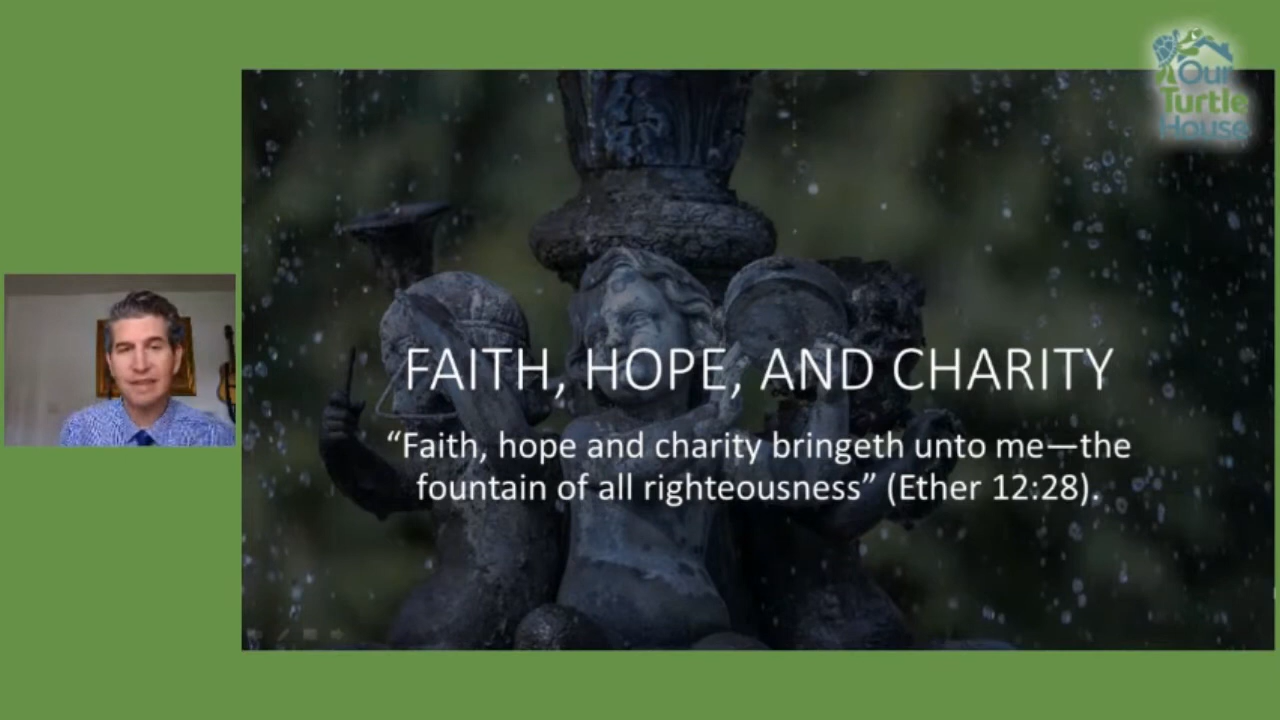 Our
Turtle
House
FAITH, HOPE, AND CHARITY
“Faith, hope and charity bringeth unto me—the
fountain of all righteousness” (Ether 12:28).